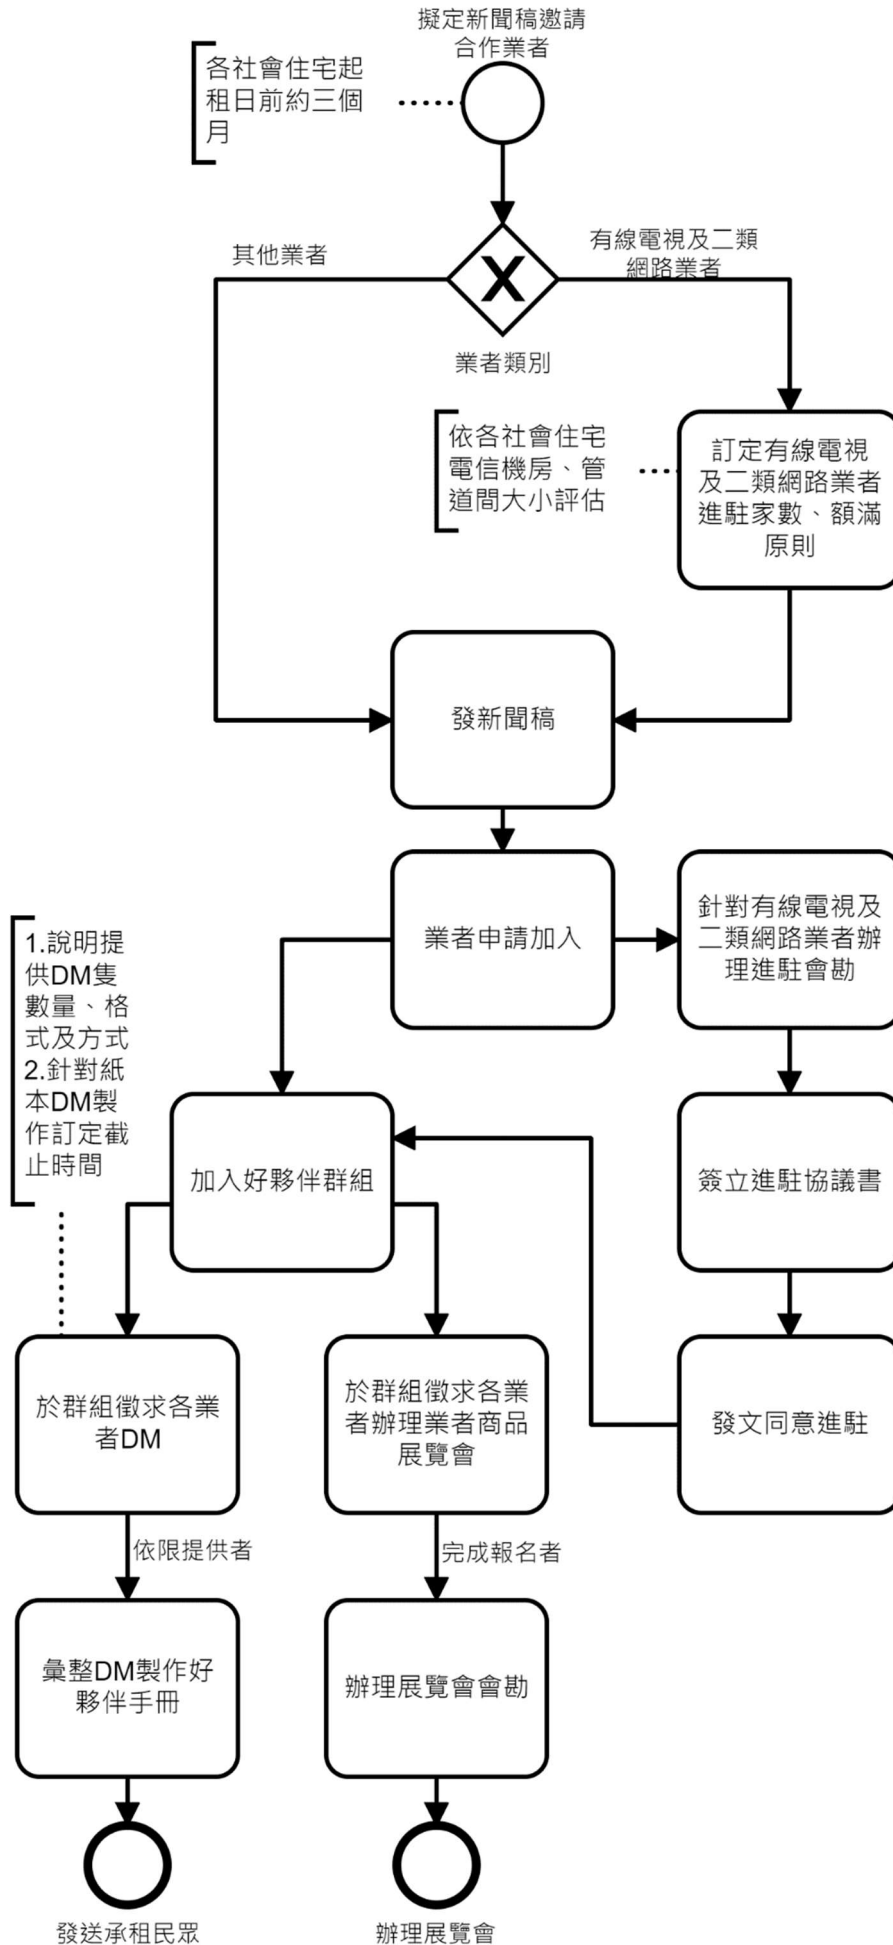 擬定新聞稿邀請
合作業者
各社會住宅起
租日前約三個
月
其他業者
有線電視及二類
網路業者
X
業者類別
依各社會住宅
電信機房、管
道間大小評估
訂定有線電視
及二類網路業者
進駐家數、額滿
原則
發新聞稿
業者申請加入
針對有線電視及
二類網路業者辦
理進駐會勘
1.說明提
供DM隻
數量、格
式及方式
2.針對紙
本DM製
作訂定截
止時間
加入好夥伴群組
簽立進駐協議書
於群組徵求各業
者DM
於群組徵求各業
者辦理業者商品
展覽會
發文同意進駐
依限提供者
完成報名者
彙整DM製作好
夥伴手冊
辦理展覽會會勘
發送承租民眾
辦理展覽會